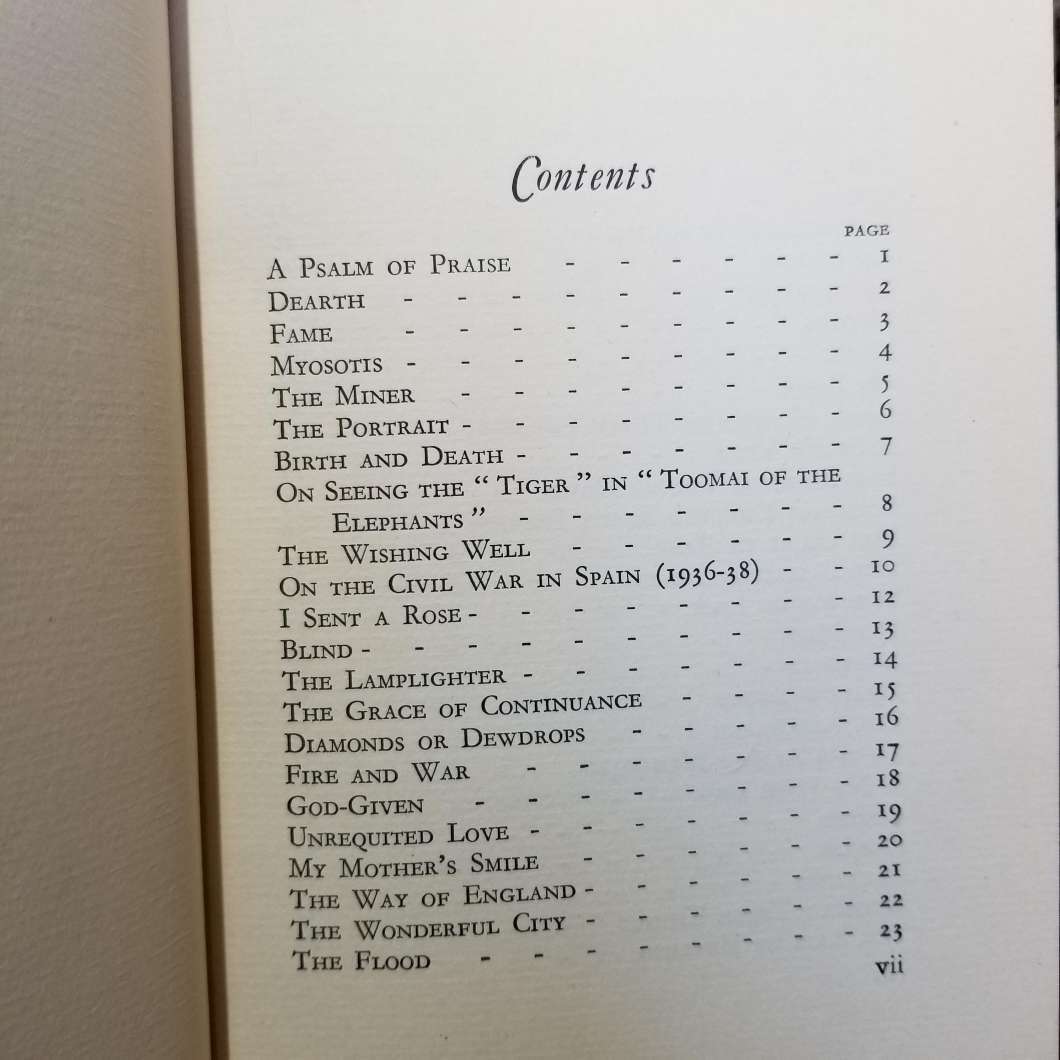 Contents
PAGE
A Psalm of Praise - - - - - - 1
Dearth - - - - - - - - - 2
Fame - - - - - - - - - 3
Myosotis - - - - - - - - - 4
The Miner - - - - - - - - 5
The Portrait - - - - - - - - 6
Birth and Death - - - - - - - 7
On Seeing the “ Tiger ” in “ Toomai of the
Elephants ” - - - - - - - 8
The Wishing Well - - - - - - 9
On the Civil War in Spain (1936-38) - - 10
I Sent a Rose - - - - - - - - 12
Blind - - - - - - - - - - 13
The Lamplighter - - - - - - - 14
The Grace of Continuance - - - - 15
Diamonds or Dewdrops - - - - - 16
Fire and War - - - - - - - 17
God-Given - - - - - - - - 18
Unrequited Love - - - - - - - 19
My Mother's Smile - - - - - - 20
The Way of England - - - - - - 21
The Wonderful City - - - - - - 22
The Flood - - - - - - - - 23
vii